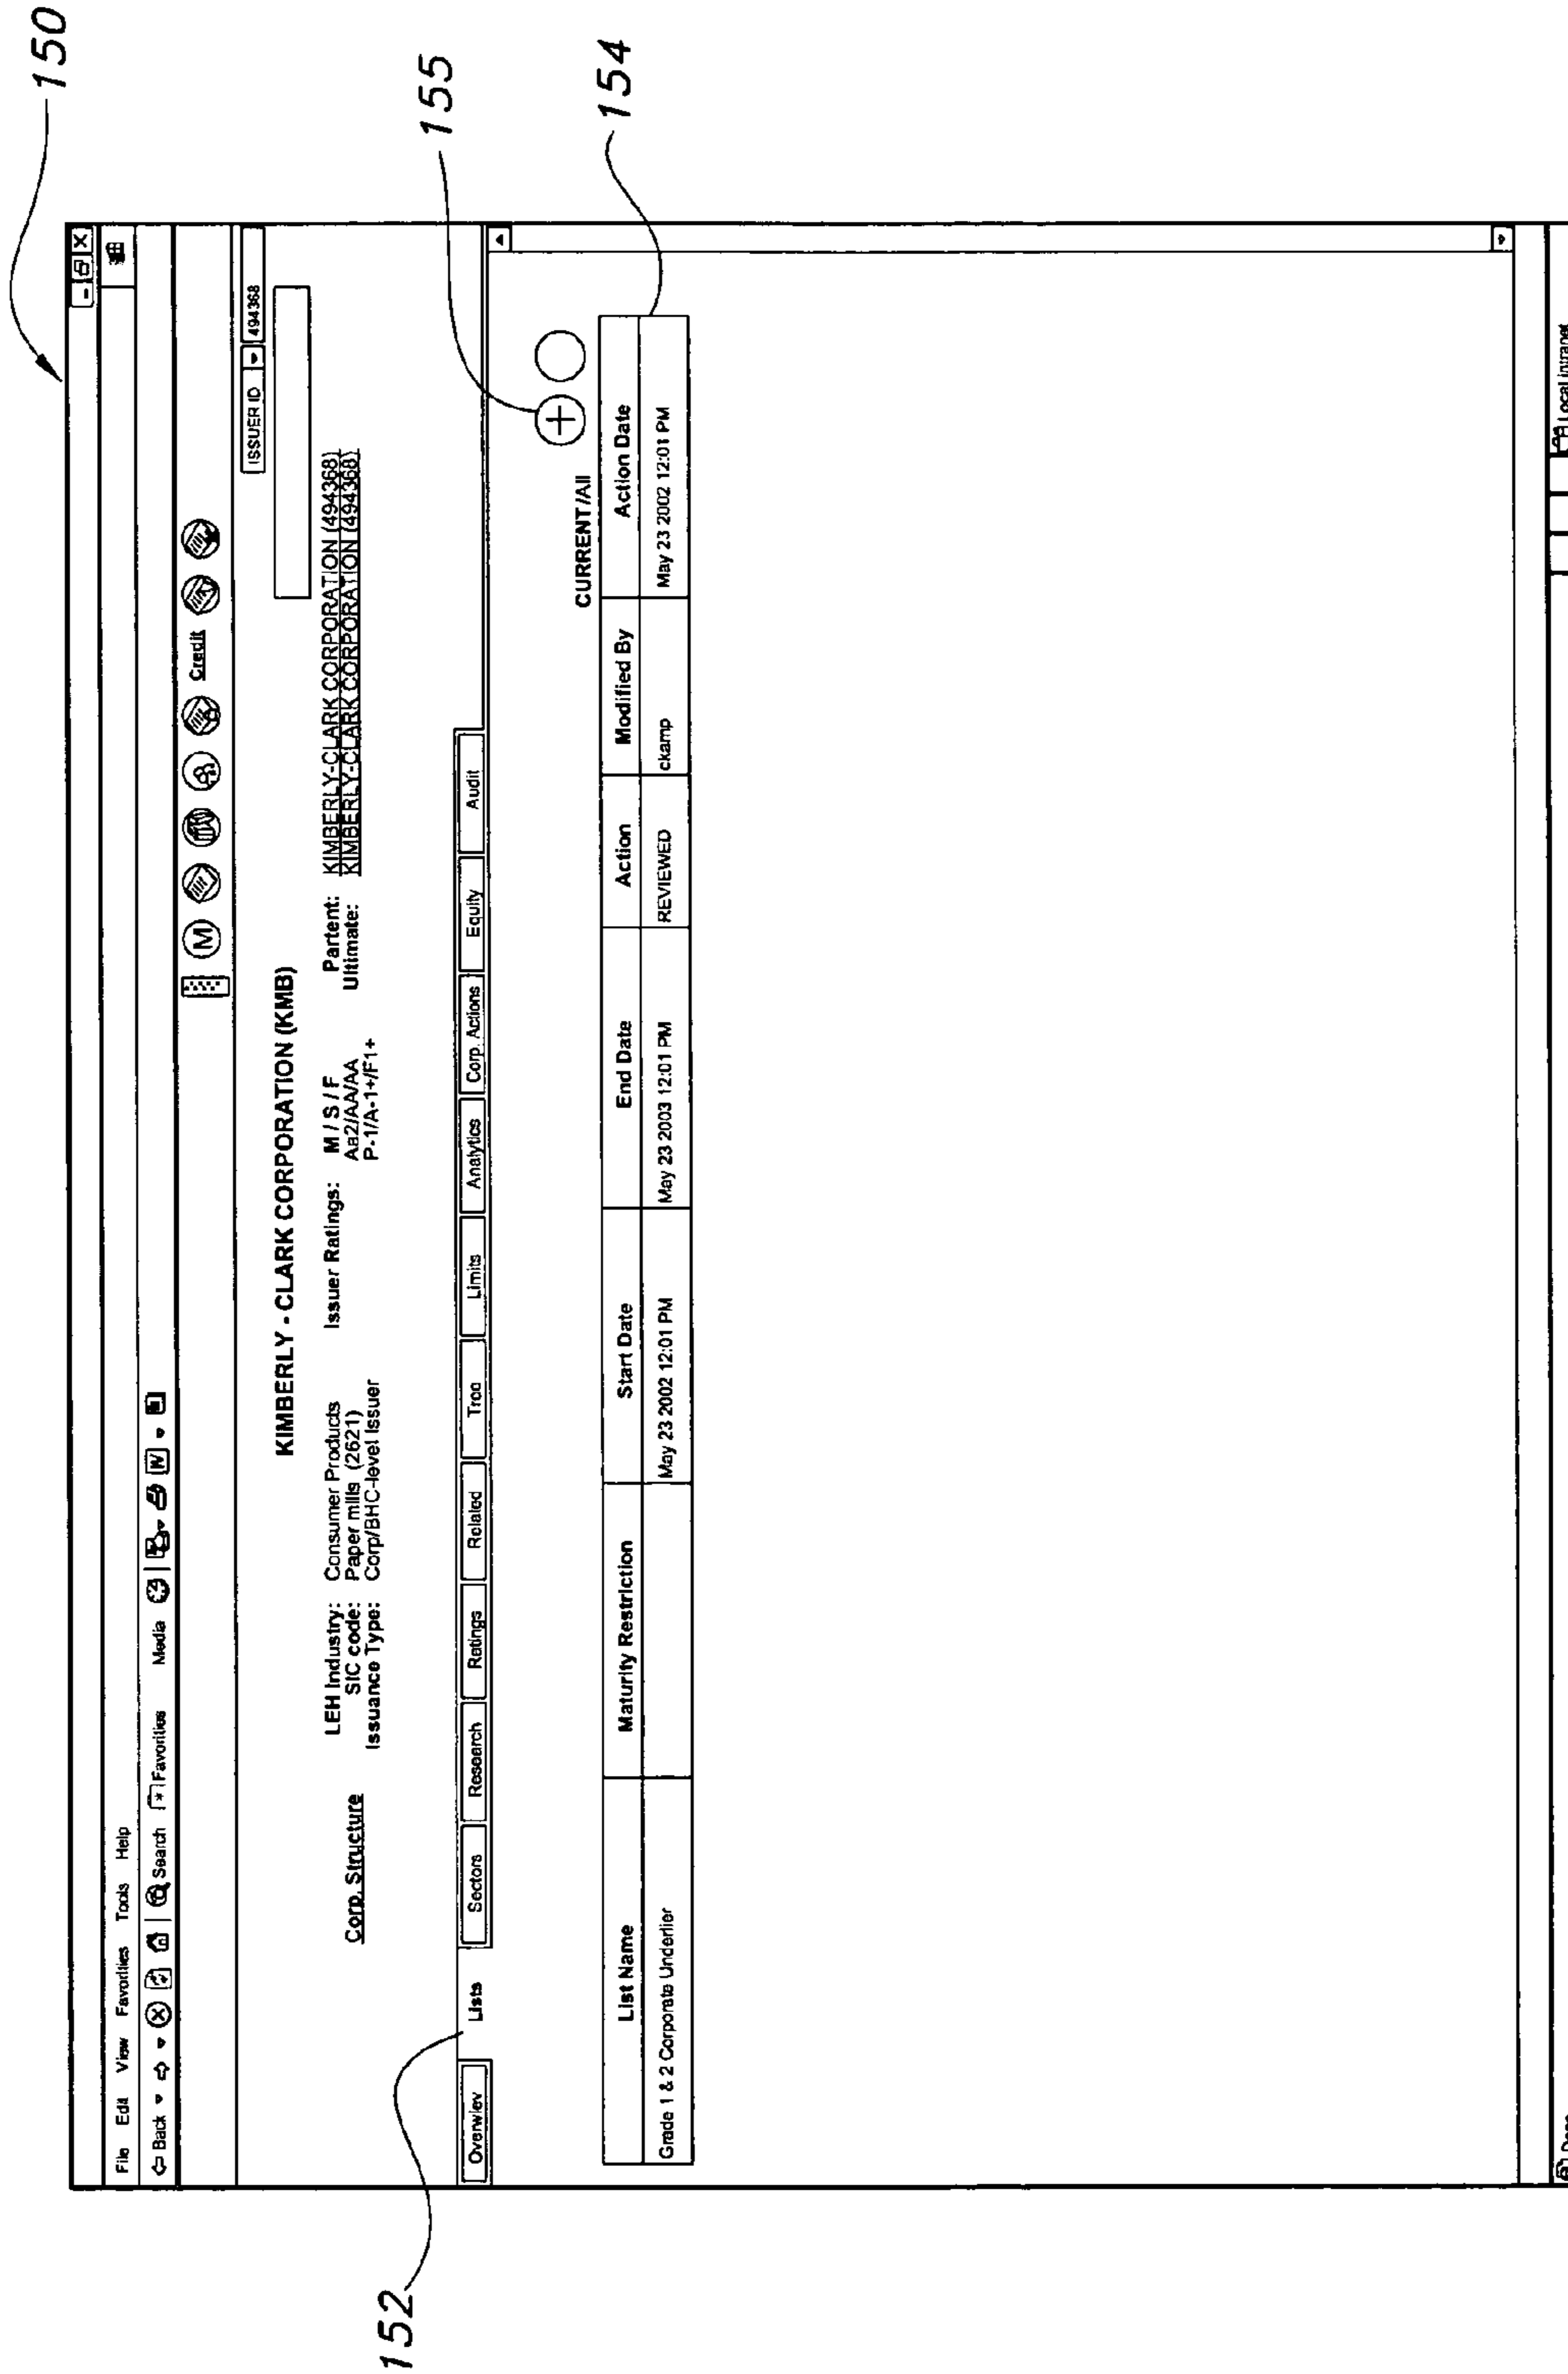 150
File Edit View Favorities Tools Help
Back Search Favorities Media W
M Credit
ISSUER ID 494368
KIMBERLY - CLARK CORPORATION (KMB)
Corp. Structure LEH Industry: Consumer Products Issuer Ratings: M / S / F Partent: KIMBERLY-CLARK CORPORATION (494368)
SIC code: Paper mills (2621) Aa2/AA/AA Ultimate: KIMBERLY-CLARK CORPORATION (494368)
Issuance Type: Corp/BHC-level Issuer P-1/A-1+/F1+
152
155
Overwiev Lists Sectors Research Ratings Related Tree Limits Analytics Corp. Actions Equity Audit
CURRENT/All
154
List Name Maturity Restriction Start Date End Date Action Modified By Action Date
Grade 1 & 2 Corporate Underlier May 23 2002 12:01 PM May 23 2003 12:01 PM REVIEWED ckamp May 23 2002 12:01 PM
Done Local intranet